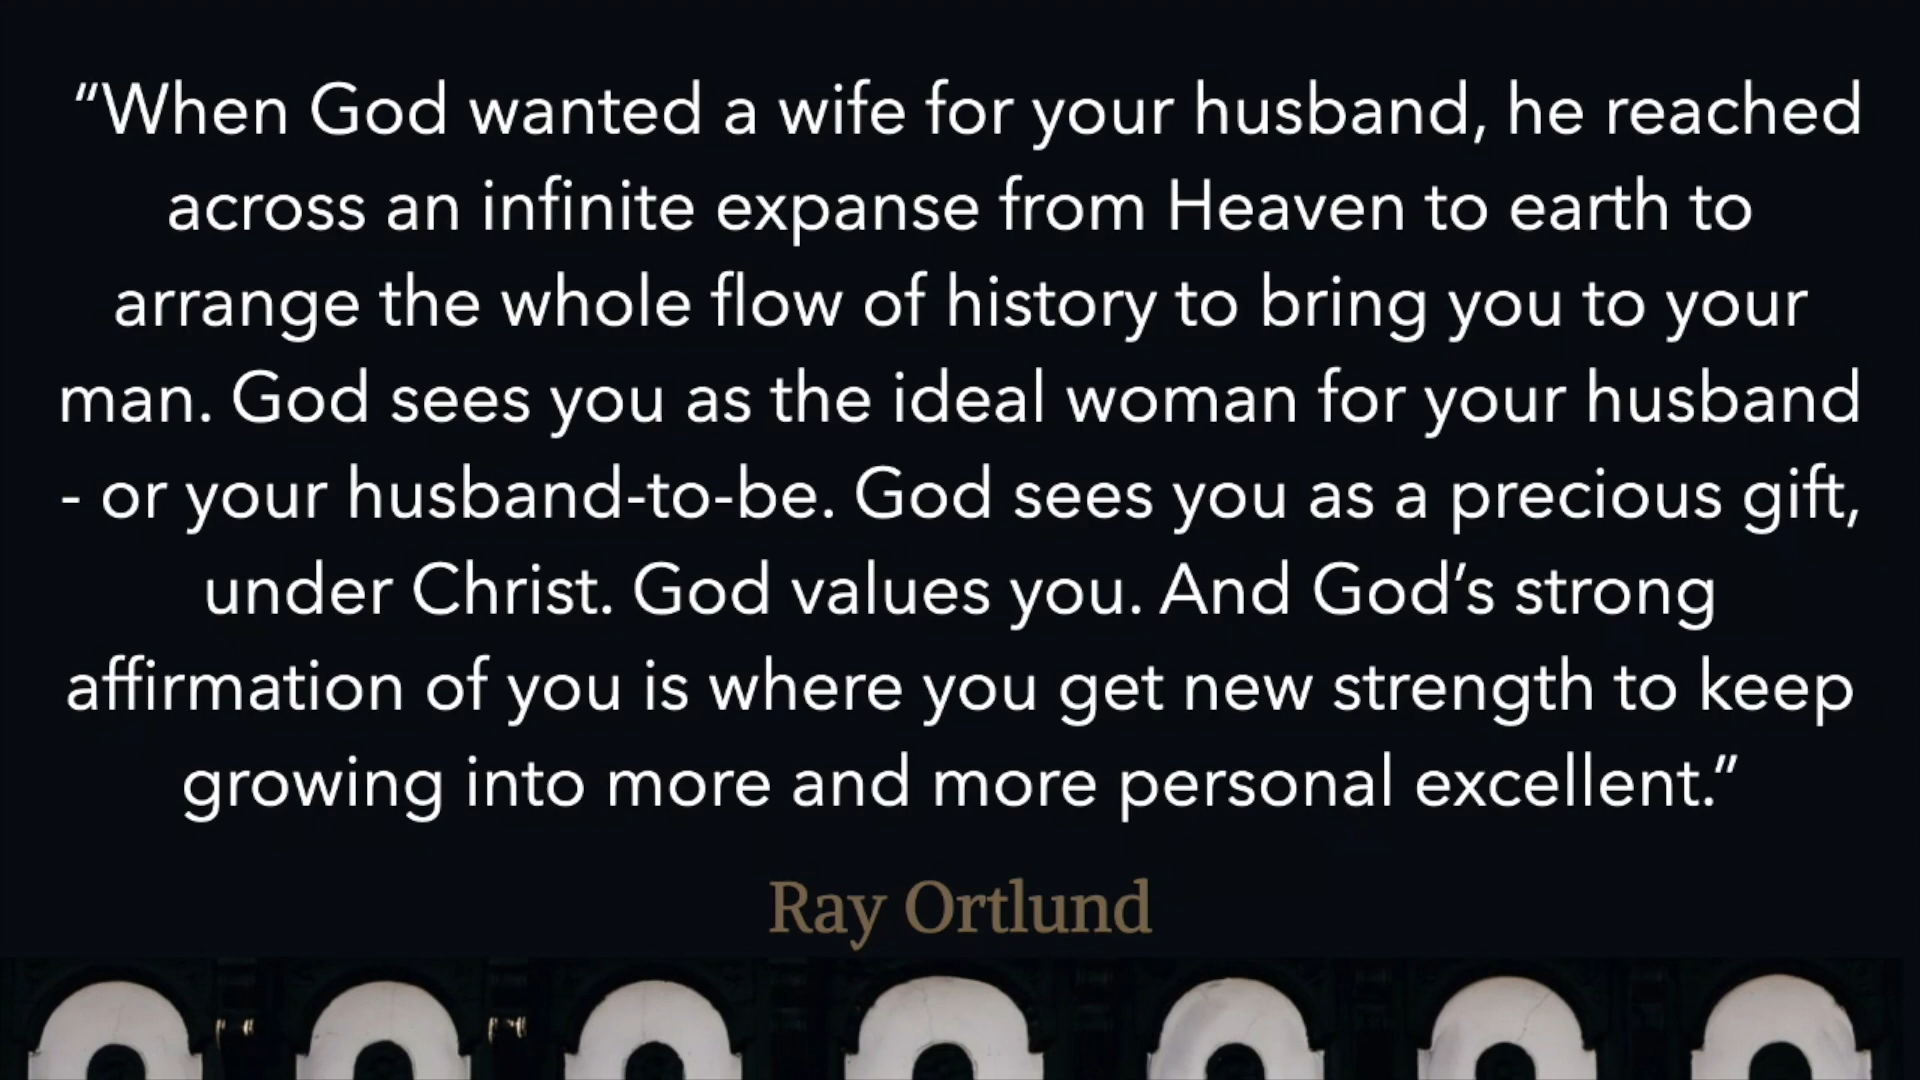 “When God wanted a wife for your husband, he reached
across an infinite expanse from Heaven to earth to
arrange the whole flow of history to bring you to your
man. God sees you as the ideal woman for your husband
- or your husband-to-be. God sees you as a precious gift,
under Christ. God values you. And God’s strong
affirmation of you is where you get new strength to keep
growing into more and more personal excellent.”
Ray Ortlund